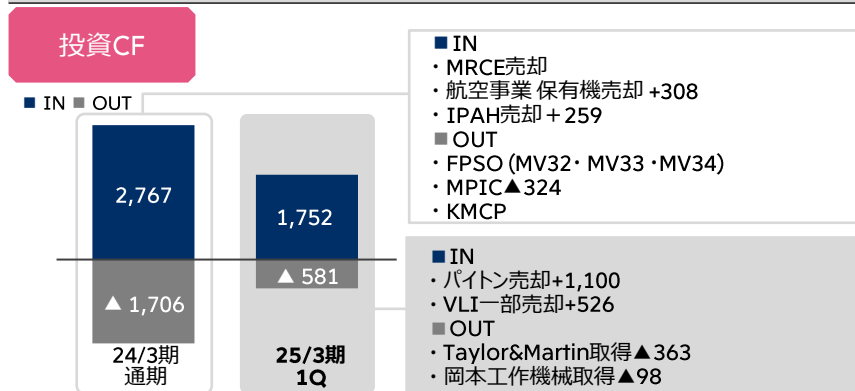 投資CF
■ IN ■ OUT
2,767
▲ 1,706
24/3期
通期
1,752
▲ 581
25/3期
1Q
■ IN
・MRCE売却
・航空事業 保有機売却 +308
・IPAH売却＋259
■ OUT
・FPSO (MV32・ MV33 ・MV34)
・MPIC▲324
・KMCP
■ IN
・パイトン売却+1,100
・VLI一部売却+526
■ OUT
・Taylor&Martin取得▲363
・岡本工作機械取得▲98